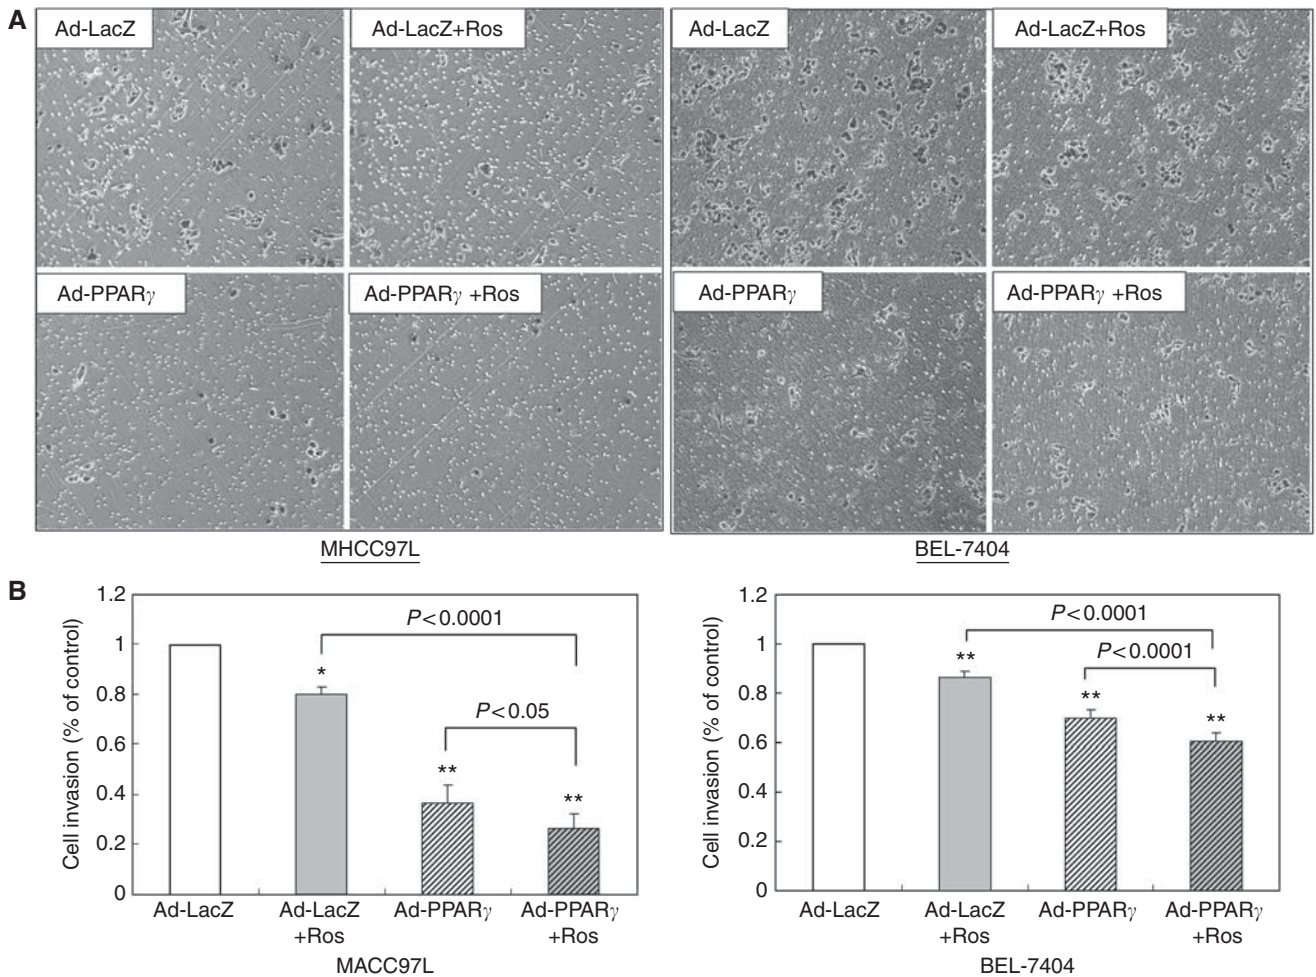 A
Ad-LacZ
Ad-LacZ+Ros
Ad-LacZ
Ad-LacZ+Ros
Ad-PPARγ
Ad-PPARγ +Ros
Ad-PPARγ
Ad-PPARγ +Ros
MHCC97L
BEL-7404
B
Cell invasion (% of control)
1.2
1
0.8
0.6
0.4
0.2
0
P<0.0001
*
P<0.05
**
**
Ad-LacZ
Ad-LacZ
+Ros
Ad-PPARγ
Ad-PPARγ
+Ros
MACC97L
Cell invasion (% of control)
1.2
1
0.8
0.6
0.4
0.2
0
P<0.0001
P<0.0001
**
**
**
Ad-LacZ
Ad-LacZ
+Ros
Ad-PPARγ
Ad-PPARγ
+Ros
BEL-7404